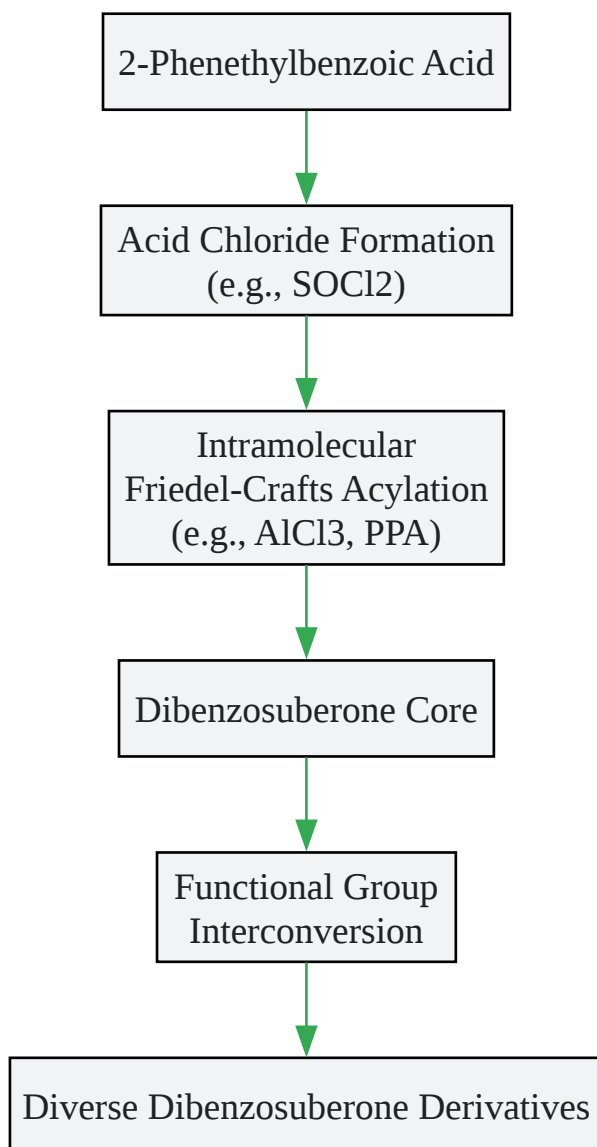 2-Phenethylbenzoic Acid
Acid Chloride Formation
(e.g., SOCl2)
Intramolecular
Friedel-Crafts Acylation
(e.g., AlCl3, PPA)
Dibenzosuberone Core
Functional Group
Interconversion
Diverse Dibenzosuberone Derivatives